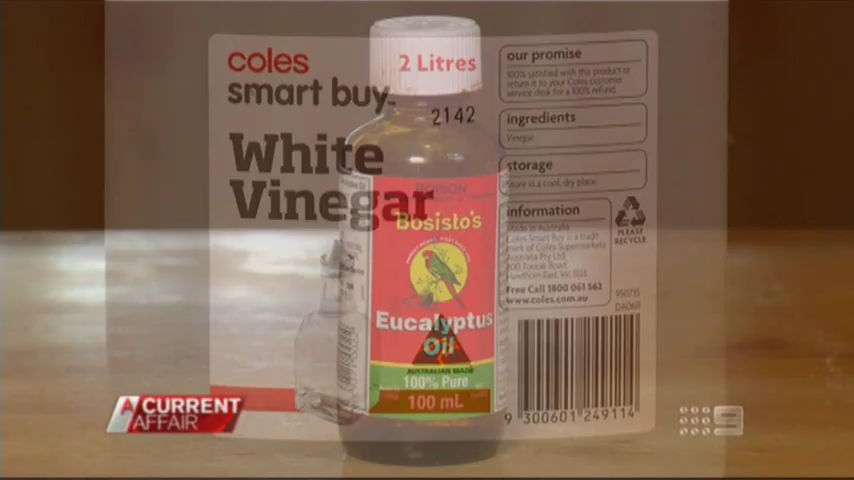 coles
smart buy
White
Vinegar
2 Litres
2142
our promise
100% satisfied with this product or
return it to your Coles customer
service desk for a 100% refund.
ingredients
Vinegar
storage
Store in a cool, dry place.
information
Made in Australia
Coles Smart Buy is a trade
mark of Coles Supermarkets
Australia Pty Ltd
800 Toorak Road,
Hawthorn East, Vic 3123
Free Call 1800 061 562
www.coles.com.au
PLEASE
RECYCLE
9 300601 249114
POISON
Bosisto's
Eucalyptus
Oil
AUSTRALIAN MADE
100% Pure
100 mL
A CURRENT
AFFAIR
9